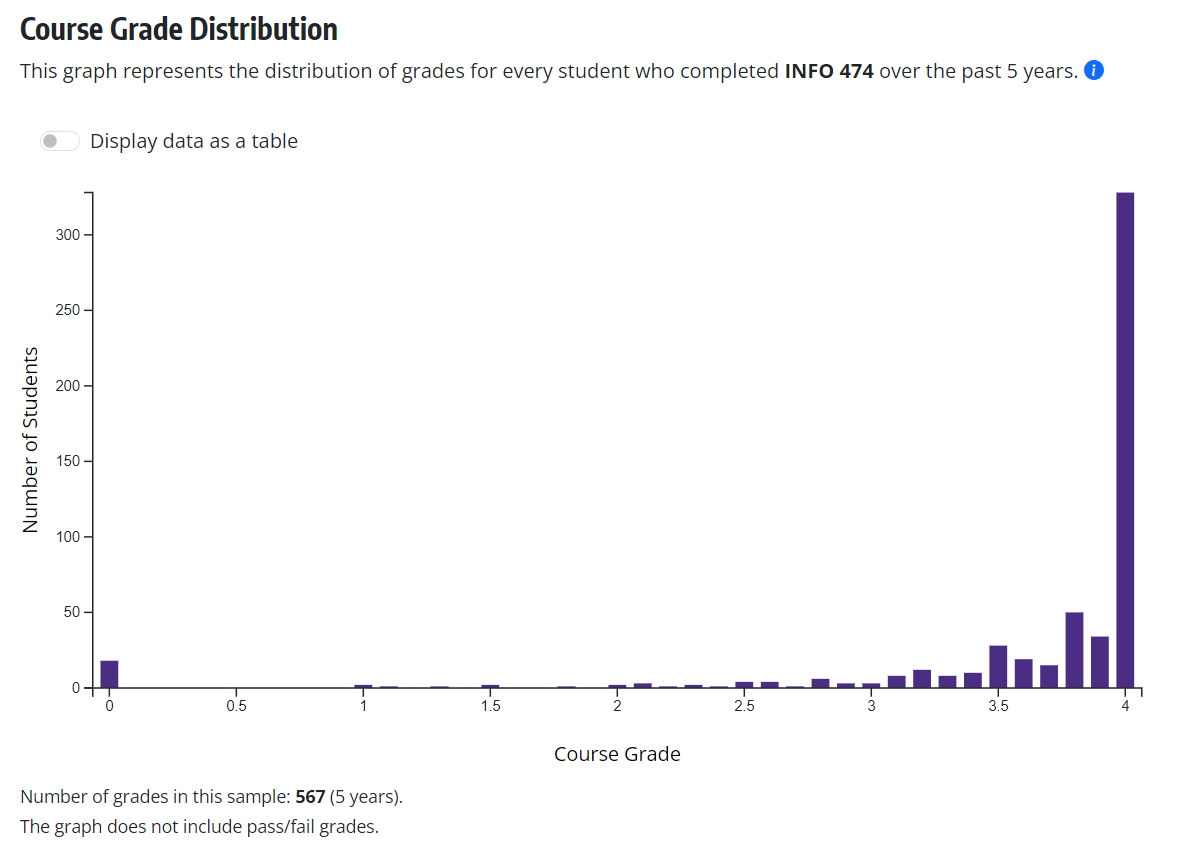 Course Grade Distribution
This graph represents the distribution of grades for every student who completed INFO 474 over the past 5 years. i
Display data as a table
Number of Students
300
250
200
150
100
50
0
0 0.5 1 1.5 2 2.5 3 3.5 4
Course Grade
Number of grades in this sample: 567 (5 years).
The graph does not include pass/fail grades.